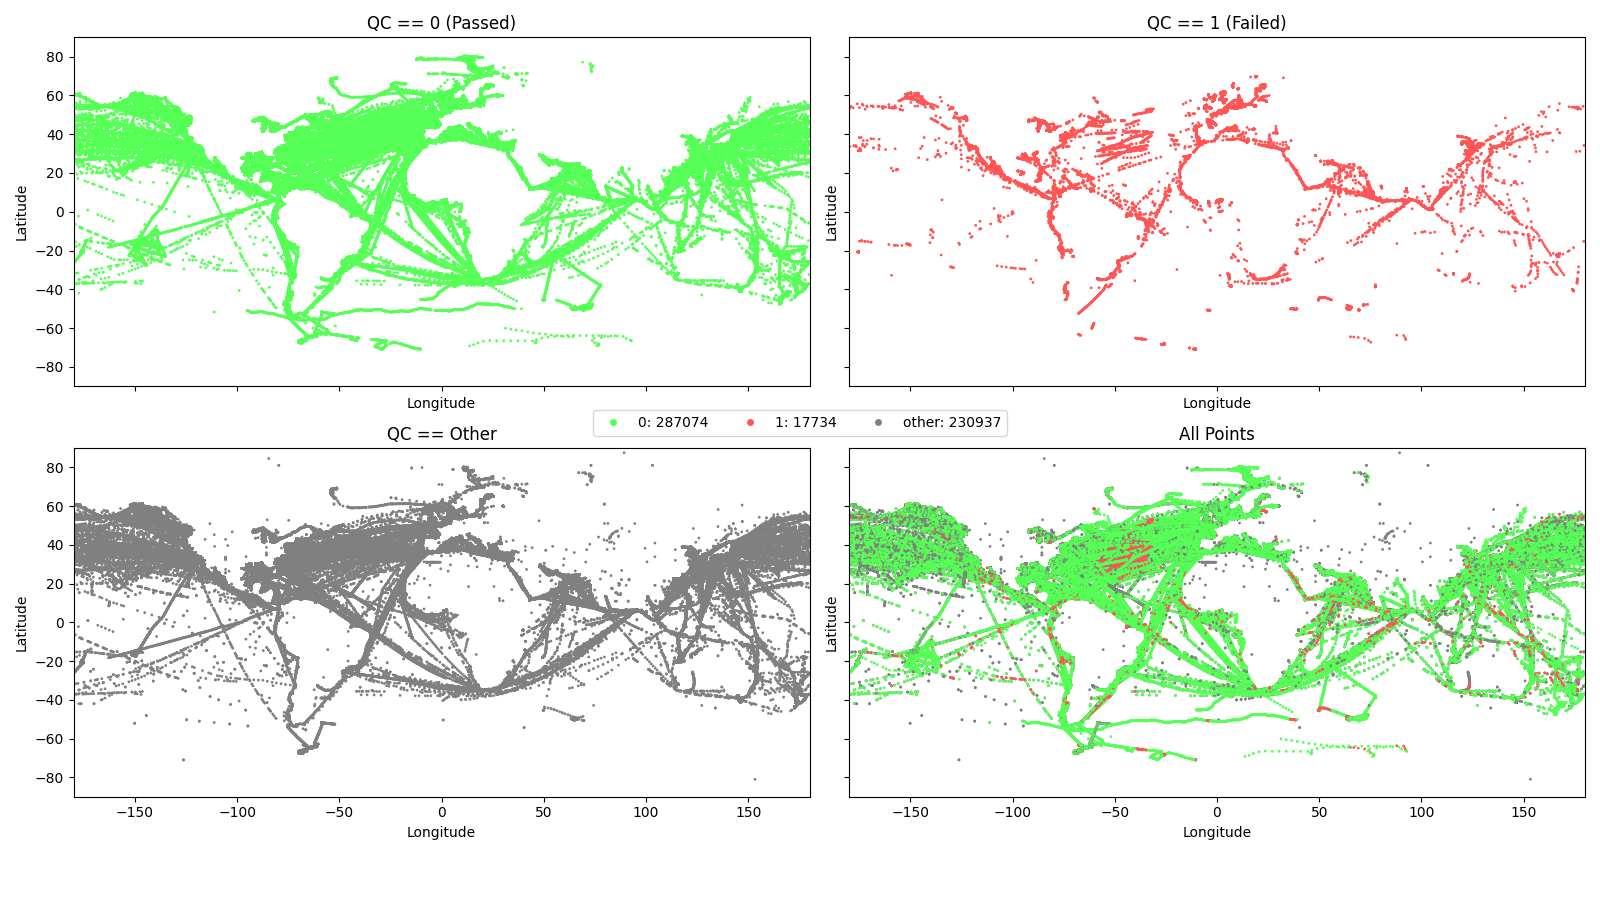 QC == 0 (Passed)
QC == 1 (Failed)
80
60
40
20
0
−20
−40
−60
−80
Latitude
Latitude
Longitude
Longitude
0: 287074
1: 17734
other: 230937
QC == Other
All Points
80
60
40
20
0
−20
−40
−60
−80
Latitude
Latitude
−150
−100
−50
0
50
100
150
−150
−100
−50
0
50
100
150
Longitude
Longitude